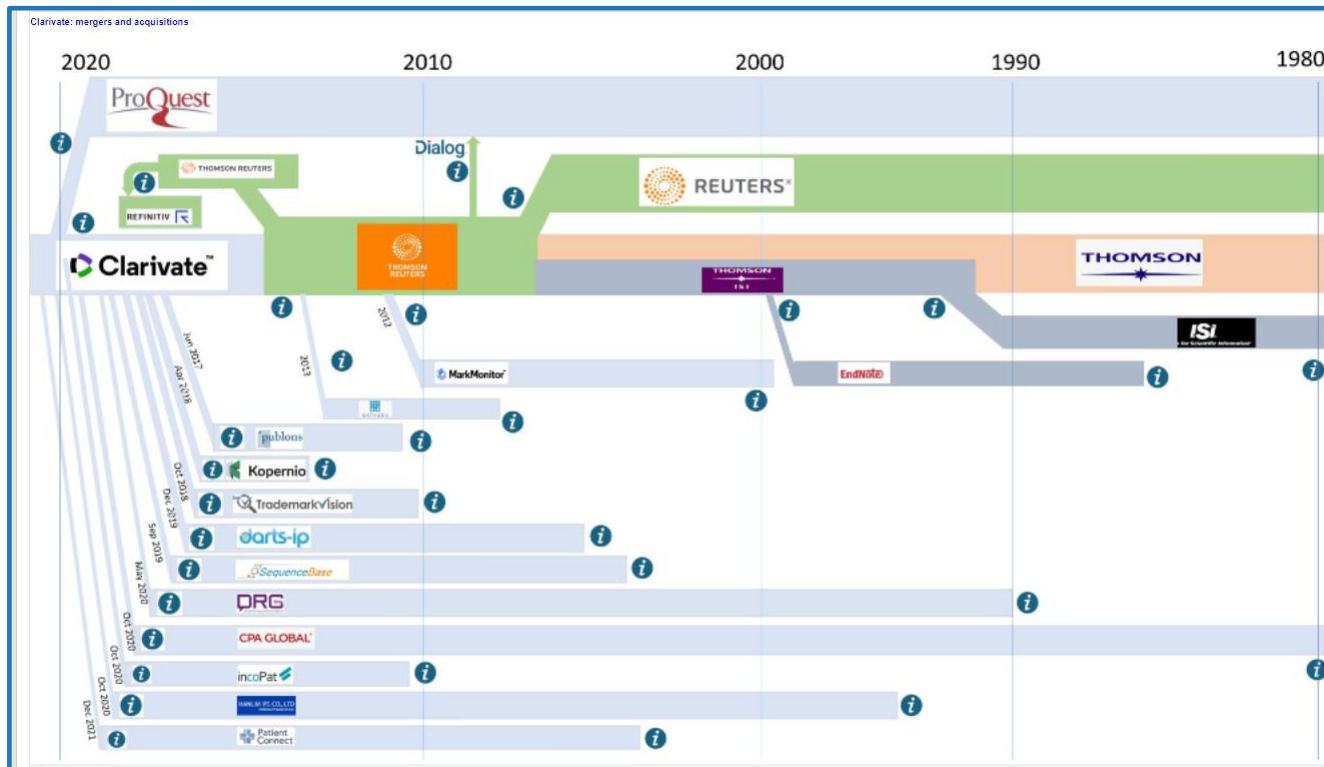 Clarivate: mergers and acquisitions
2020
2010
2000
1990
1980
ProQuest
Dialog
THOMSON REUTERS
REUTERS®
REFINITIV
Clarivate™
THOMSON
REUTERS
THOMSON
ISI
THOMSON
ISI
Jun 2017
2013
2012
MarkMonitor®
EndNote
Apr 2018
publons
Kopernio
Oct 2018
TrademarkVision
Dec 2019
darts-ip
Sep 2019
SequenceBase
DRG
May 2020
CPA GLOBAL®
Oct 2020
incoPat
Oct 2020
HANLIM IPS CO., LTD
Oct 2020
Patient
Connect
Dec 2021